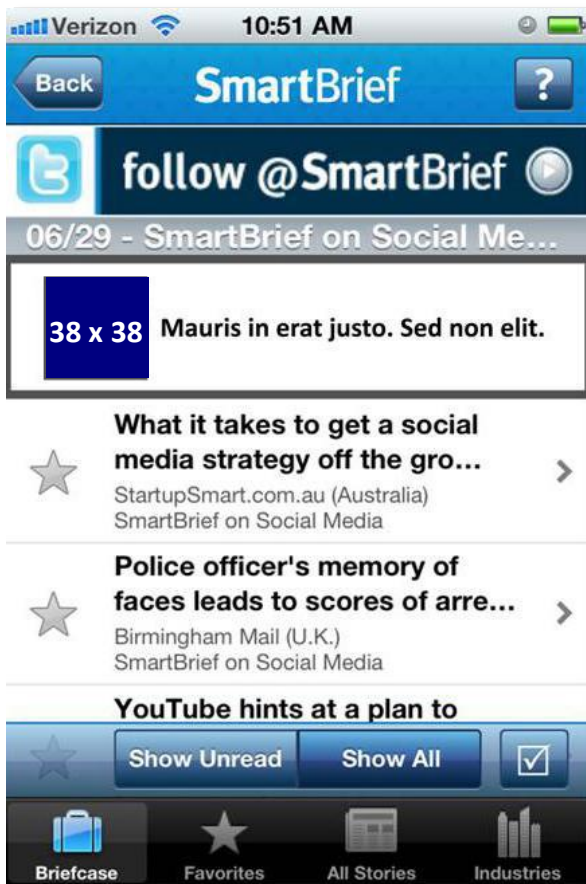 Verizon 10:51 AM
Back SmartBrief ?
follow @SmartBrief
06/29 - SmartBrief on Social Me...
38 x 38 Mauris in erat justo. Sed non elit.
What it takes to get a social
media strategy off the gro...
StartupSmart.com.au (Australia)
SmartBrief on Social Media
Police officer's memory of
faces leads to scores of arre...
Birmingham Mail (U.K.)
SmartBrief on Social Media
YouTube hints at a plan to
Show Unread Show All
Briefcase Favorites All Stories Industries